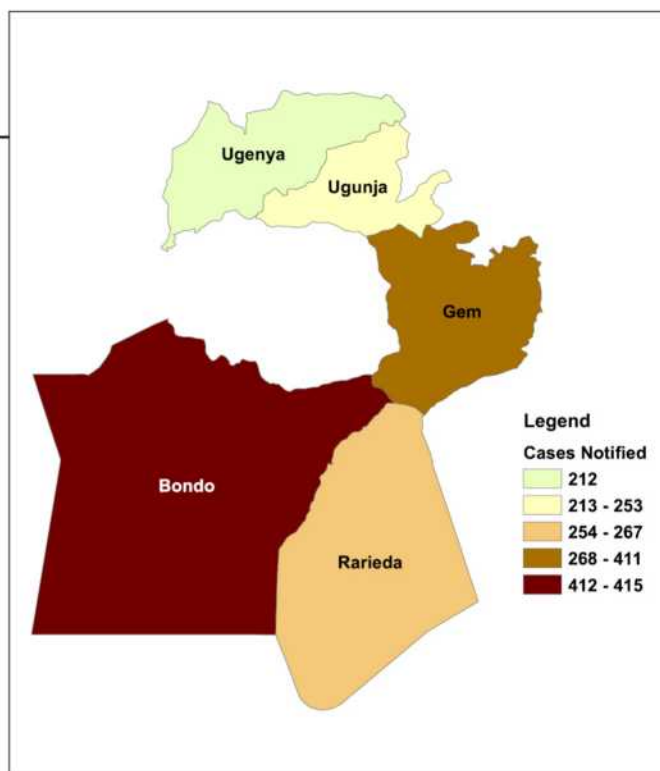 Ugenya
Ugunja
Gem
Legend
Cases Notified
212
213 - 253
254 - 267
268 - 411
412 - 415
Bondo
Rarieda